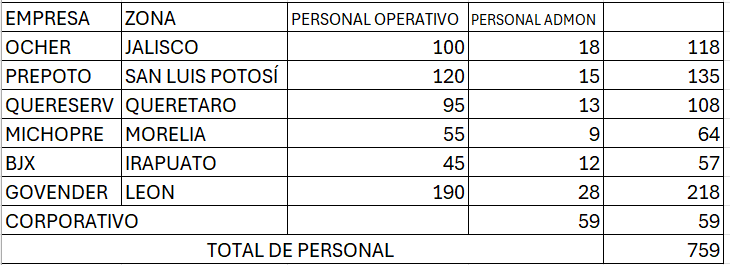 EMPRESA ZONA PERSONAL OPERATIVO PERSONAL ADMON
OCHER JALISCO 100 18 118
PREPOTO SAN LUIS POTOSÍ 120 15 135
QUERESERV QUERETARO 95 13 108
MICHOPRE MORELIA 55 9 64
BJX IRAPUATO 45 12 57
GOVENDER LEON 190 28 218
CORPORATIVO 59 59
TOTAL DE PERSONAL 759